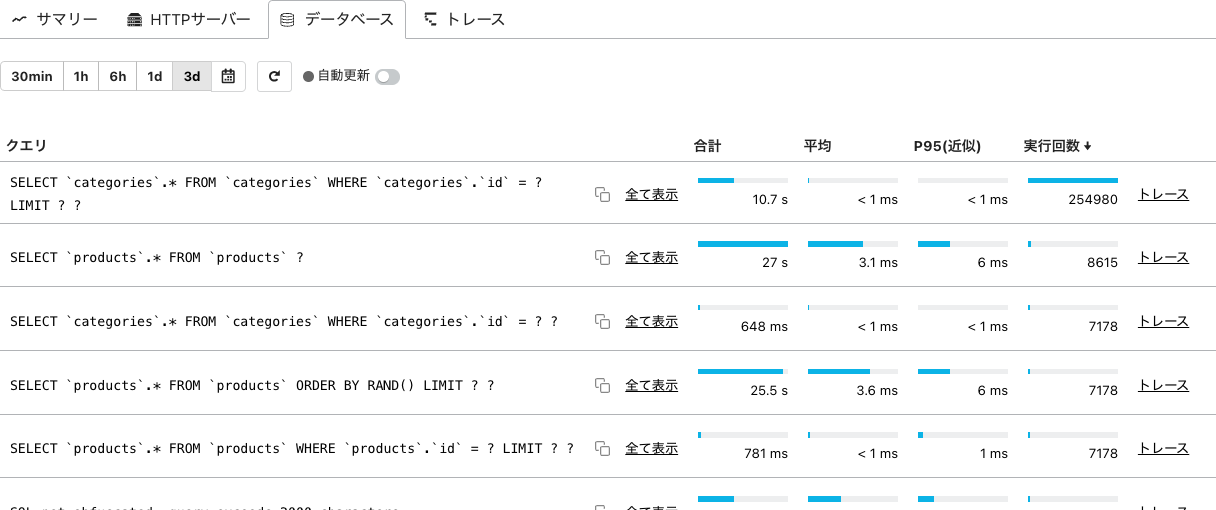 サマリー HTTPサーバー データベース トレース
30min 1h 6h 1d 3d 自動更新
クエリ 合計 平均 P95(近似) 実行回数
SELECT `categories`.* FROM `categories` WHERE `categories`.`id` = ?
LIMIT ? ?
全て表示 10.7 s < 1 ms < 1 ms 254980 トレース
SELECT `products`.* FROM `products` ? 全て表示 27 s 3.1 ms 6 ms 8615 トレース
SELECT `categories`.* FROM `categories` WHERE `categories`.`id` = ? ? 全て表示 648 ms < 1 ms < 1 ms 7178 トレース
SELECT `products`.* FROM `products` ORDER BY RAND() LIMIT ? ? 全て表示 25.5 s 3.6 ms 6 ms 7178 トレース
SELECT `products`.* FROM `products` WHERE `products`.`id` = ? LIMIT ? ? 全て表示 781 ms < 1 ms 1 ms 7178 トレース